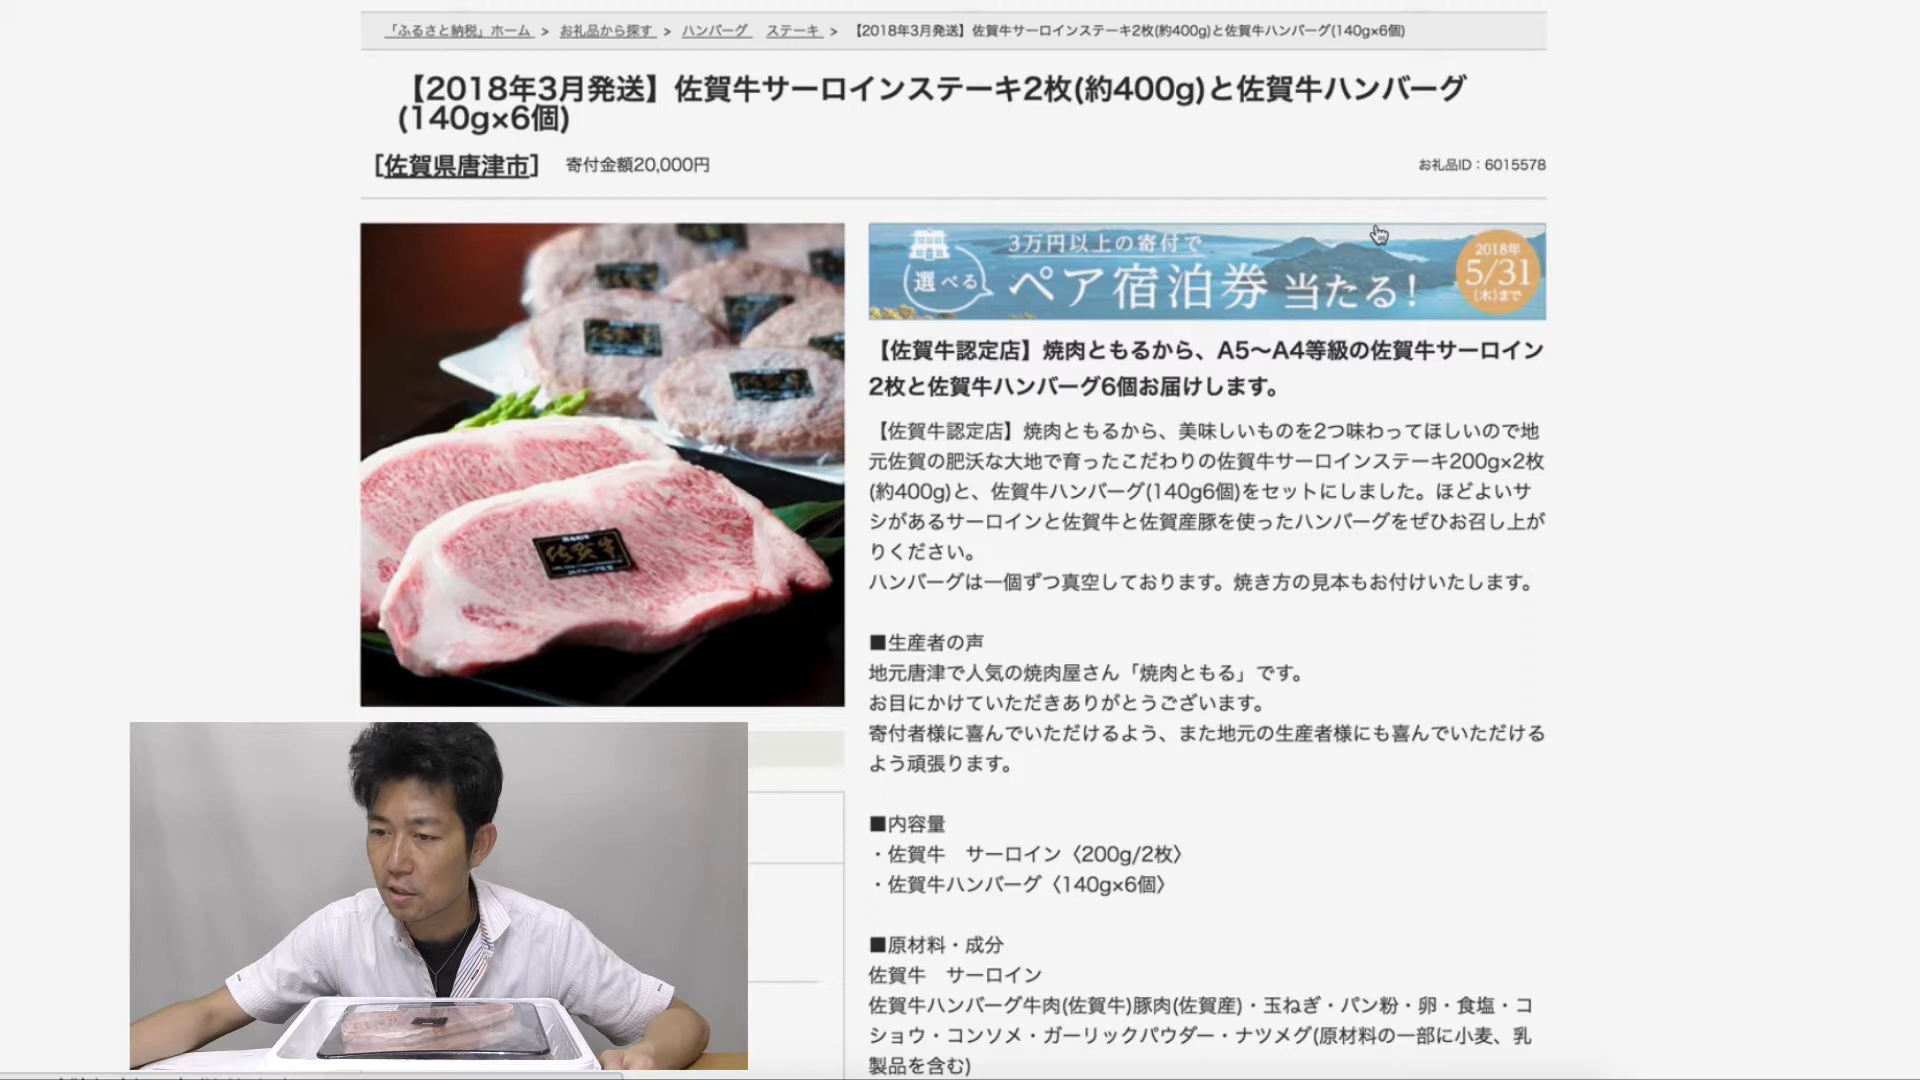 「ふるさと納税」ホーム > お礼品から探す > ハンバーグ ステーキ > 【2018年3月発送】佐賀牛サーロインステーキ2枚(約400g)と佐賀牛ハンバーグ(140g×6個)
【2018年3月発送】佐賀牛サーロインステーキ2枚(約400g)と佐賀牛ハンバーグ
(140g×6個)
[佐賀県唐津市] 寄付金額20,000円
お礼品ID：6015578
3万円以上の寄付で
選べる
ペア宿泊券 当たる！
2018年
5/31
(木)まで
【佐賀牛認定店】焼肉ともるから、A5〜A4等級の佐賀牛サーロイン
2枚と佐賀牛ハンバーグ6個お届けします。
【佐賀牛認定店】焼肉ともるから、美味しいものを2つ味わってほしいので地
元佐賀の肥沃な大地で育ったこだわりの佐賀牛サーロインステーキ200g×2枚
(約400g)と、佐賀牛ハンバーグ(140g6個)をセットにしました。ほどよいサ
シがあるサーロインと佐賀牛と佐賀産豚を使ったハンバーグをぜひお召し上が
りください。
ハンバーグは一個ずつ真空しております。焼き方の見本もお付けいたします。
■生産者の声
地元唐津で人気の焼肉屋さん「焼肉ともる」です。
お目にかけていただきありがとうございます。
寄付者様に喜んでいただけるよう、また地元の生産者様にも喜んでいただける
よう頑張ります。
■内容量
・佐賀牛　サーロイン〈200g/2枚〉
・佐賀牛ハンバーグ〈140g×6個〉
■原材料・成分
佐賀牛　サーロイン
佐賀牛ハンバーグ牛肉(佐賀牛)豚肉(佐賀産)・玉ねぎ・パン粉・卵・食塩・コ
ショウ・コンソメ・ガーリックパウダー・ナツメグ(原材料の一部に小麦、乳
製品を含む)
佐賀牛